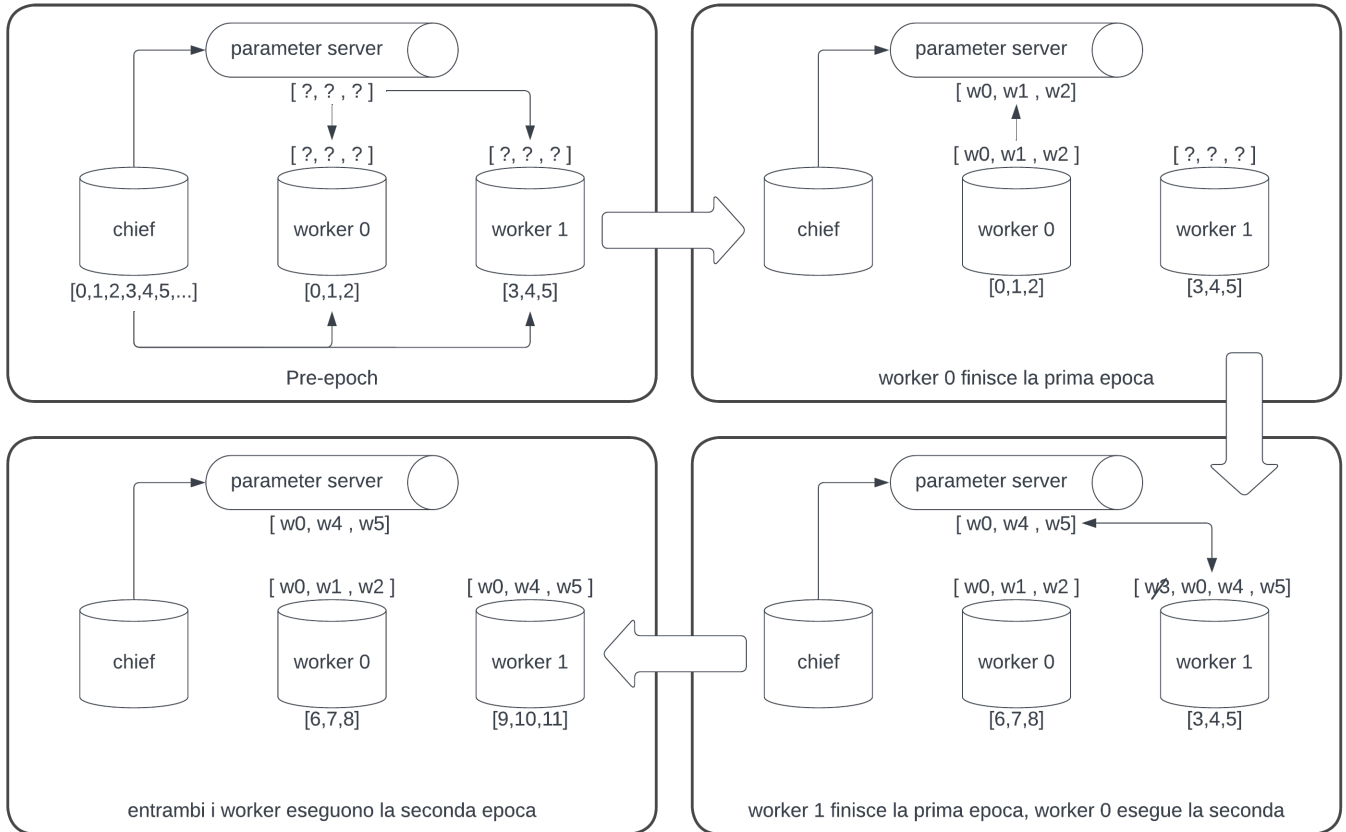 parameter server
[ ?, ? , ? ]
[ ?, ? , ? ]
[ ?, ? , ? ]
chief
worker 0
worker 1
[0,1,2,3,4,5,...]
[0,1,2]
[3,4,5]
Pre-epoch
parameter server
[ w0, w1 , w2]
[ w0, w1 , w2 ]
[ ?, ? , ? ]
chief
worker 0
worker 1
[0,1,2]
[3,4,5]
worker 0 finisce la prima epoca
parameter server
[ w0, w4 , w5]
[ w0, w1 , w2 ]
[ w3, w0, w4 , w5]
chief
worker 0
worker 1
[6,7,8]
[3,4,5]
worker 1 finisce la prima epoca, worker 0 esegue la seconda
parameter server
[ w0, w4 , w5]
[ w0, w1 , w2 ]
[ w0, w4 , w5 ]
chief
worker 0
worker 1
[6,7,8]
[9,10,11]
entrambi i worker eseguono la seconda epoca